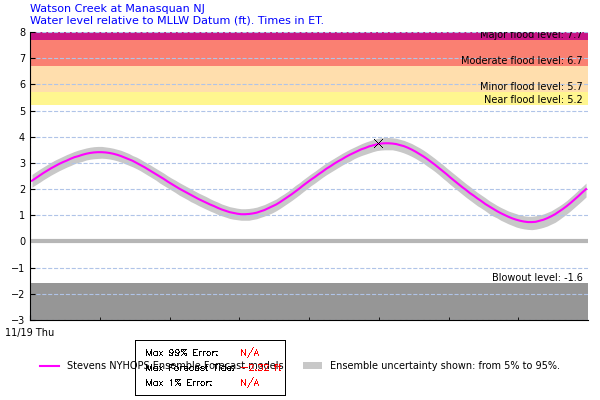 Watson Creek at Manasquan NJ
Water level relative to MLLW Datum (ft). Times in ET.
8
Major flood level: 7.7
7
Moderate flood level: 6.7
6
Minor flood level: 5.7
Near flood level: 5.2
5
4
3
2
1
0
−1
Blowout level: -1.6
−2
−3
11/19 Thu
Max 99% Error: N/A
Stevens NYHOPS Ensemble Forecast models
Ensemble uncertainty shown: from 5% to 95%.
Max Forecast Tide:
Max 1% Error: N/A